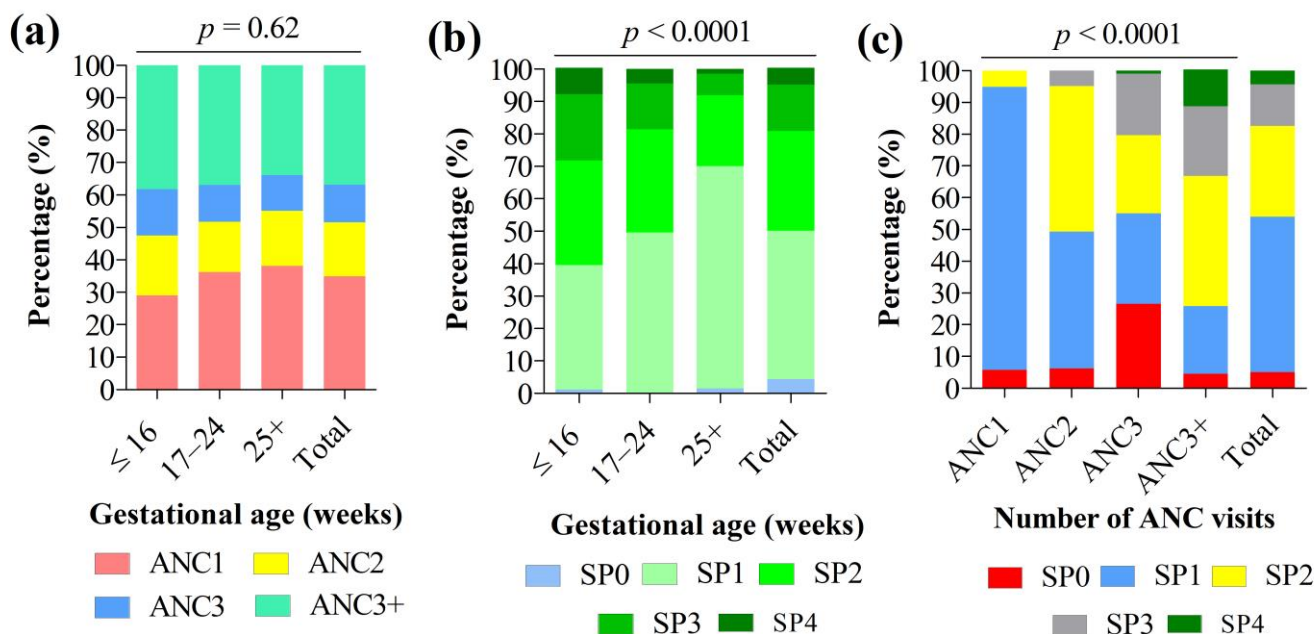 (a)
p = 0.62
Percentage (%)
100
90
80
70
60
50
40
30
20
10
0
≤ 16
17–24
25+
Total
Gestational age (weeks)
ANC1
ANC2
ANC3
ANC3+
(b)
p < 0.0001
Percentage (%)
100
90
80
70
60
50
40
30
20
10
0
≤ 16
17–24
25+
Total
Gestational age (weeks)
SP0
SP1
SP2
SP3
SP4
(c)
p < 0.0001
Percentage (%)
100
90
80
70
60
50
40
30
20
10
0
ANC1
ANC2
ANC3
ANC3+
Total
Number of ANC visits
SP0
SP1
SP2
SP3
SP4